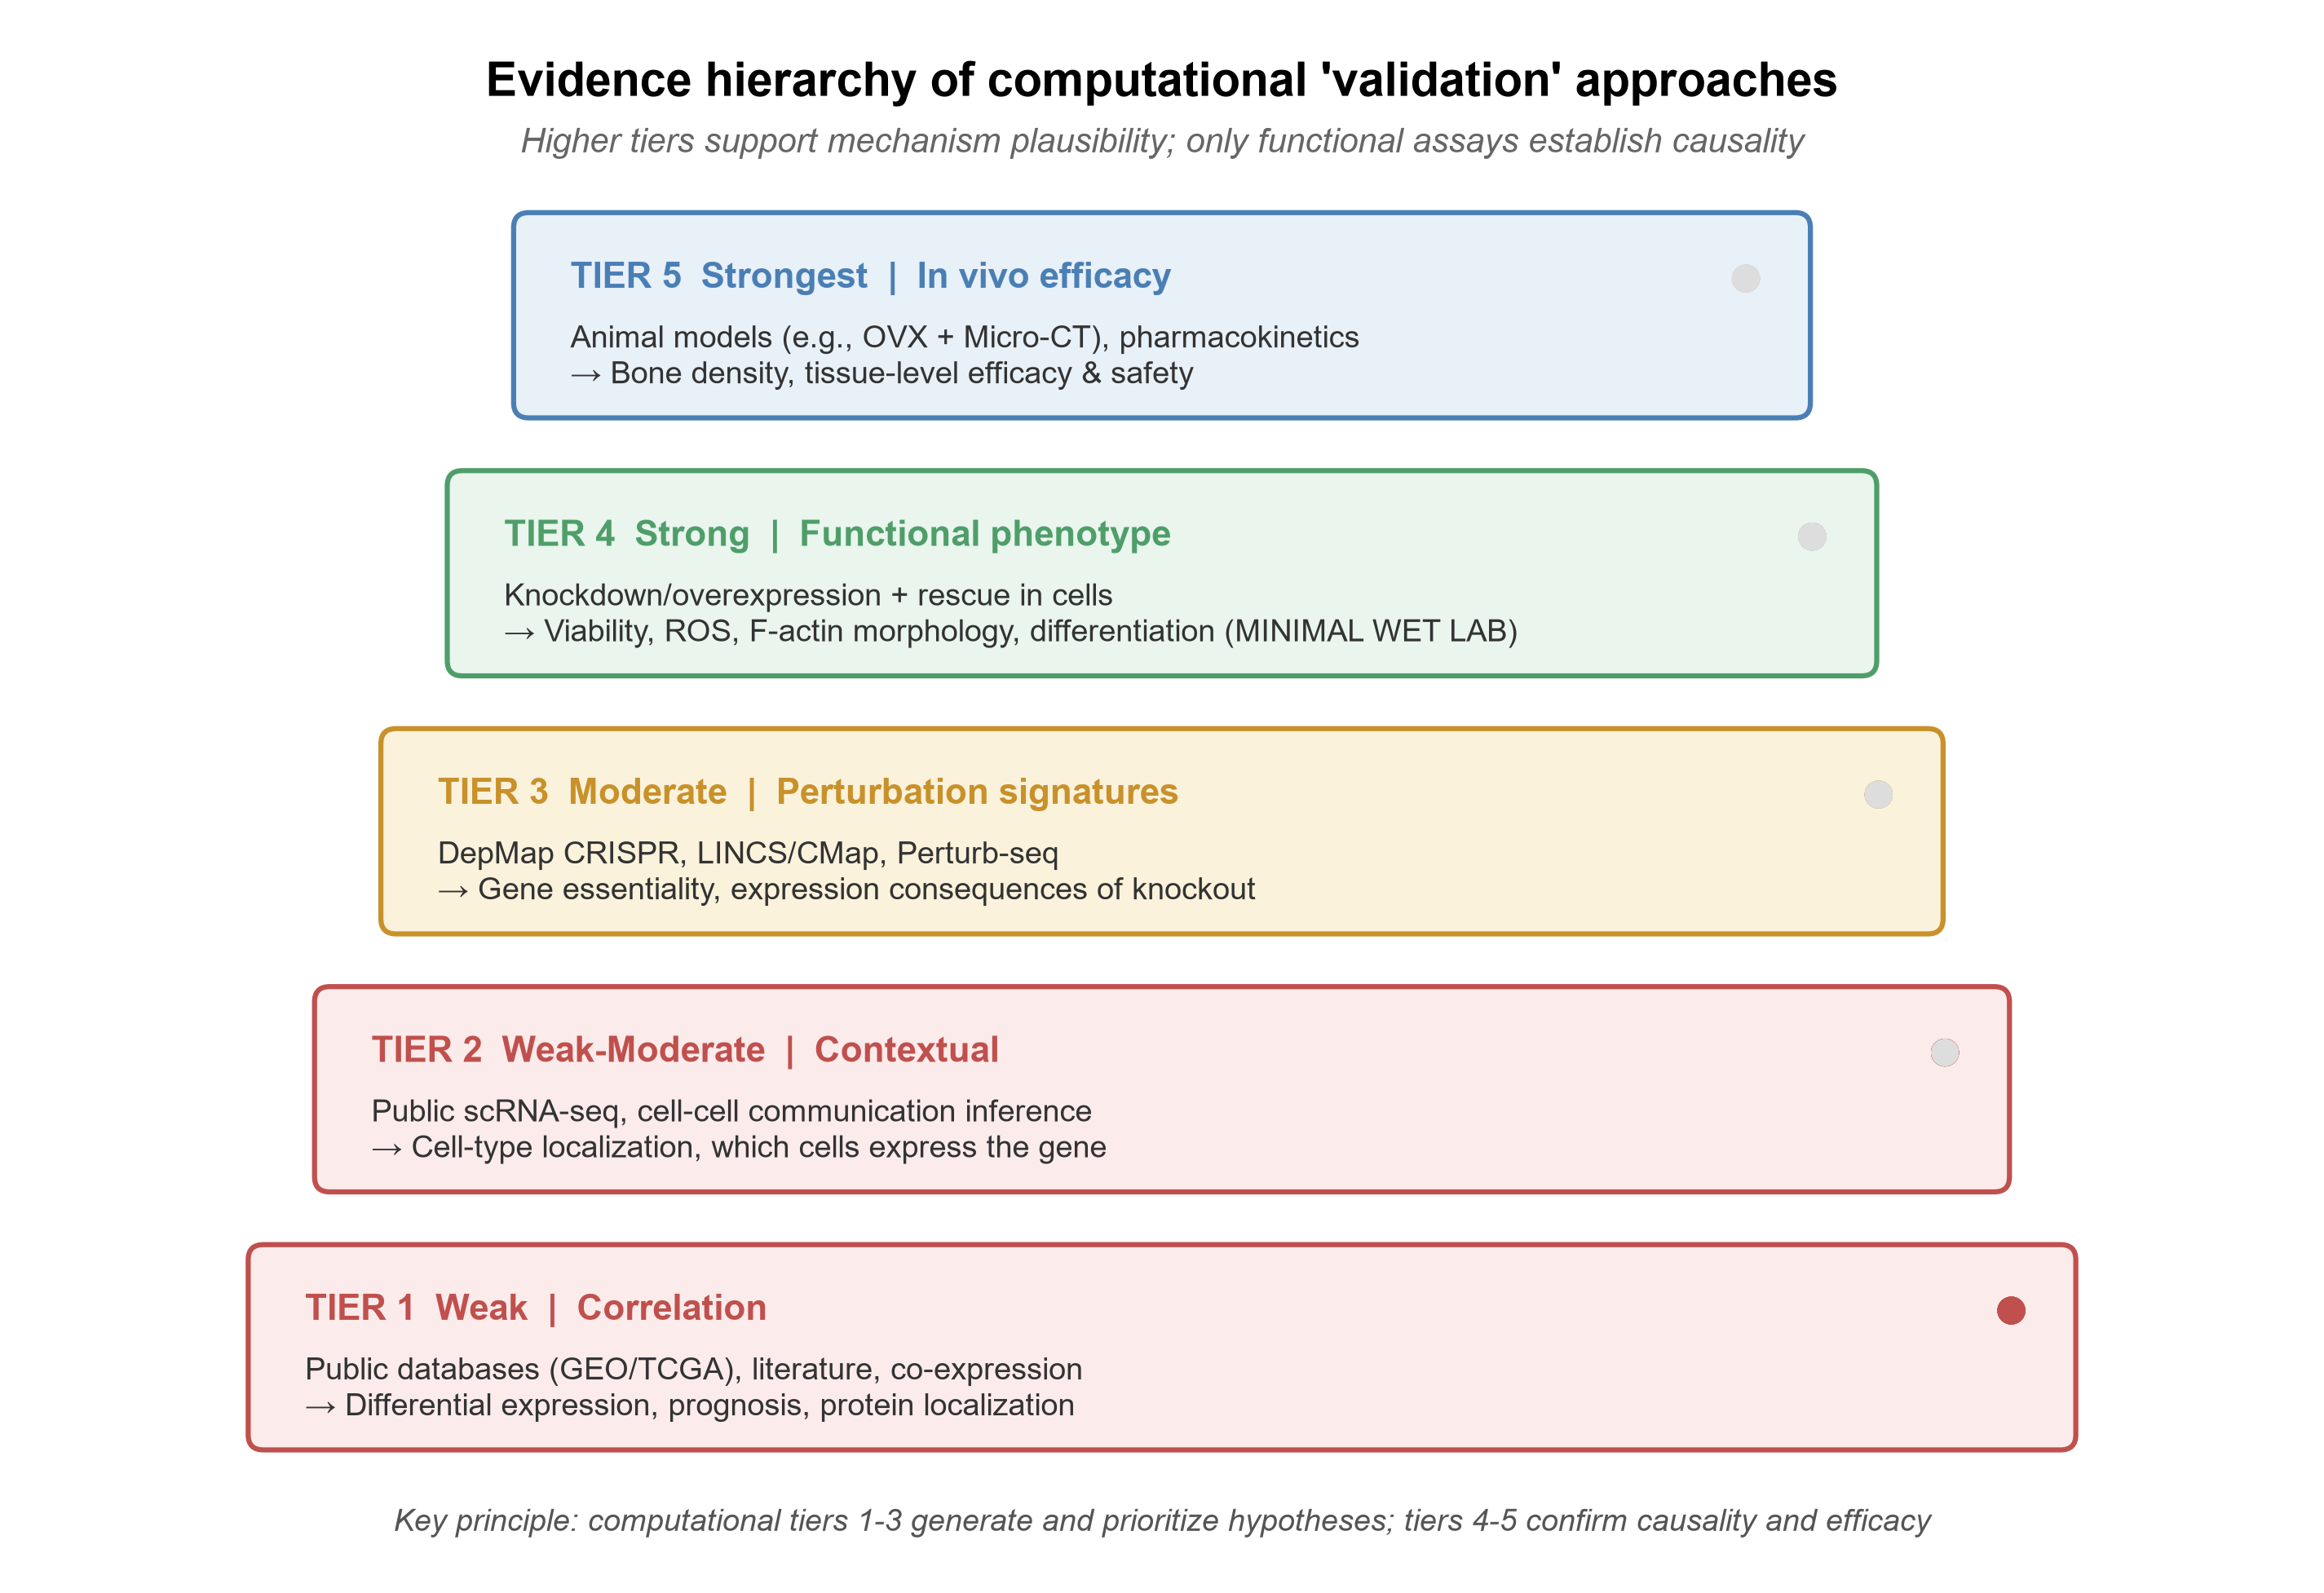 Evidence hierarchy of computational 'validation' approaches
Higher tiers support mechanism plausibility; only functional assays establish causality
TIER 5  Strongest  |  In vivo efficacy
Animal models (e.g., OVX + Micro-CT), pharmacokinetics
→ Bone density, tissue-level efficacy & safety
TIER 4  Strong  |  Functional phenotype
Knockdown/overexpression + rescue in cells
→ Viability, ROS, F-actin morphology, differentiation (MINIMAL WET LAB)
TIER 3  Moderate  |  Perturbation signatures
DepMap CRISPR, LINCS/CMap, Perturb-seq
→ Gene essentiality, expression consequences of knockout
TIER 2  Weak-Moderate  |  Contextual
Public scRNA-seq, cell-cell communication inference
→ Cell-type localization, which cells express the gene
TIER 1  Weak  |  Correlation
Public databases (GEO/TCGA), literature, co-expression
→ Differential expression, prognosis, protein localization
Key principle: computational tiers 1-3 generate and prioritize hypotheses; tiers 4-5 confirm causality and efficacy